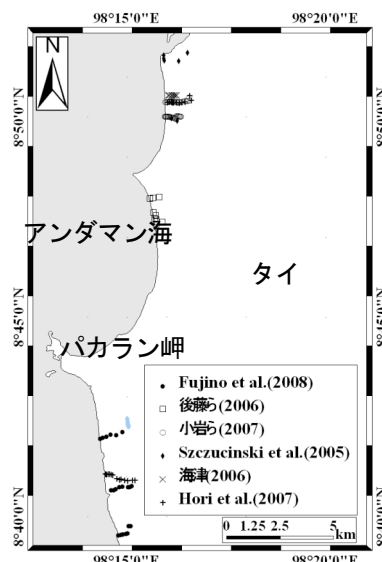 98°15'0"E
98°20'0"E
N
8°50'0"N
8°50'0"N
アンダマン海
タイ
8°45'0"N
8°45'0"N
パカラン岬
Fujino et al.(2008)
後藤ら(2006)
小岩ら(2007)
Szczucinski et al.(2005)
海津(2006)
Hori et al.(2007)
0 1.25 2.5 5
km
8°40'0"N
8°40'0"N
98°15'0"E
98°20'0"E